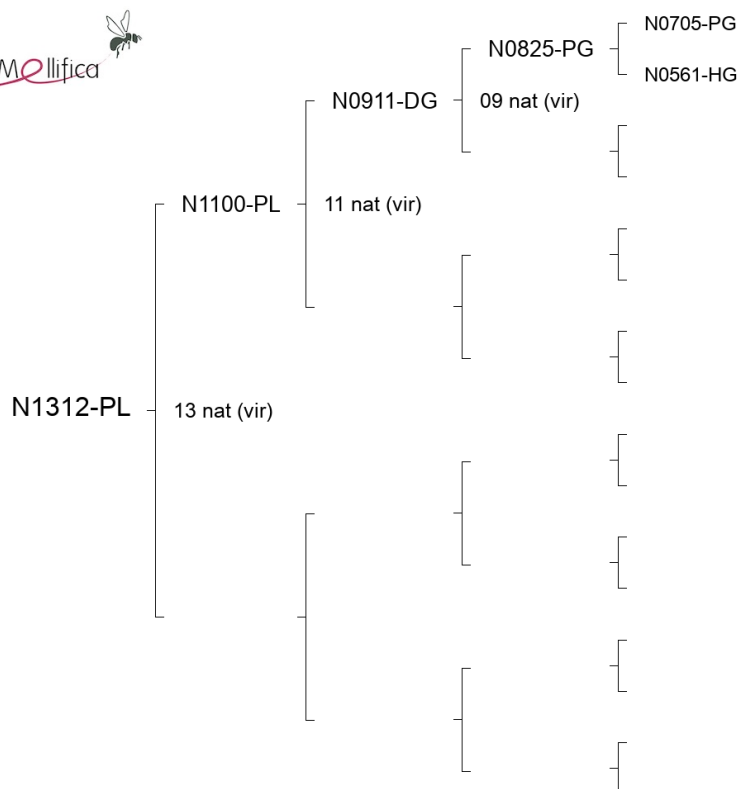 Mellifica
N0705-PG
N0825-PG
N0561-HG
N0911-DG
09 nat (vir)
N1100-PL
11 nat (vir)
N1312-PL
13 nat (vir)